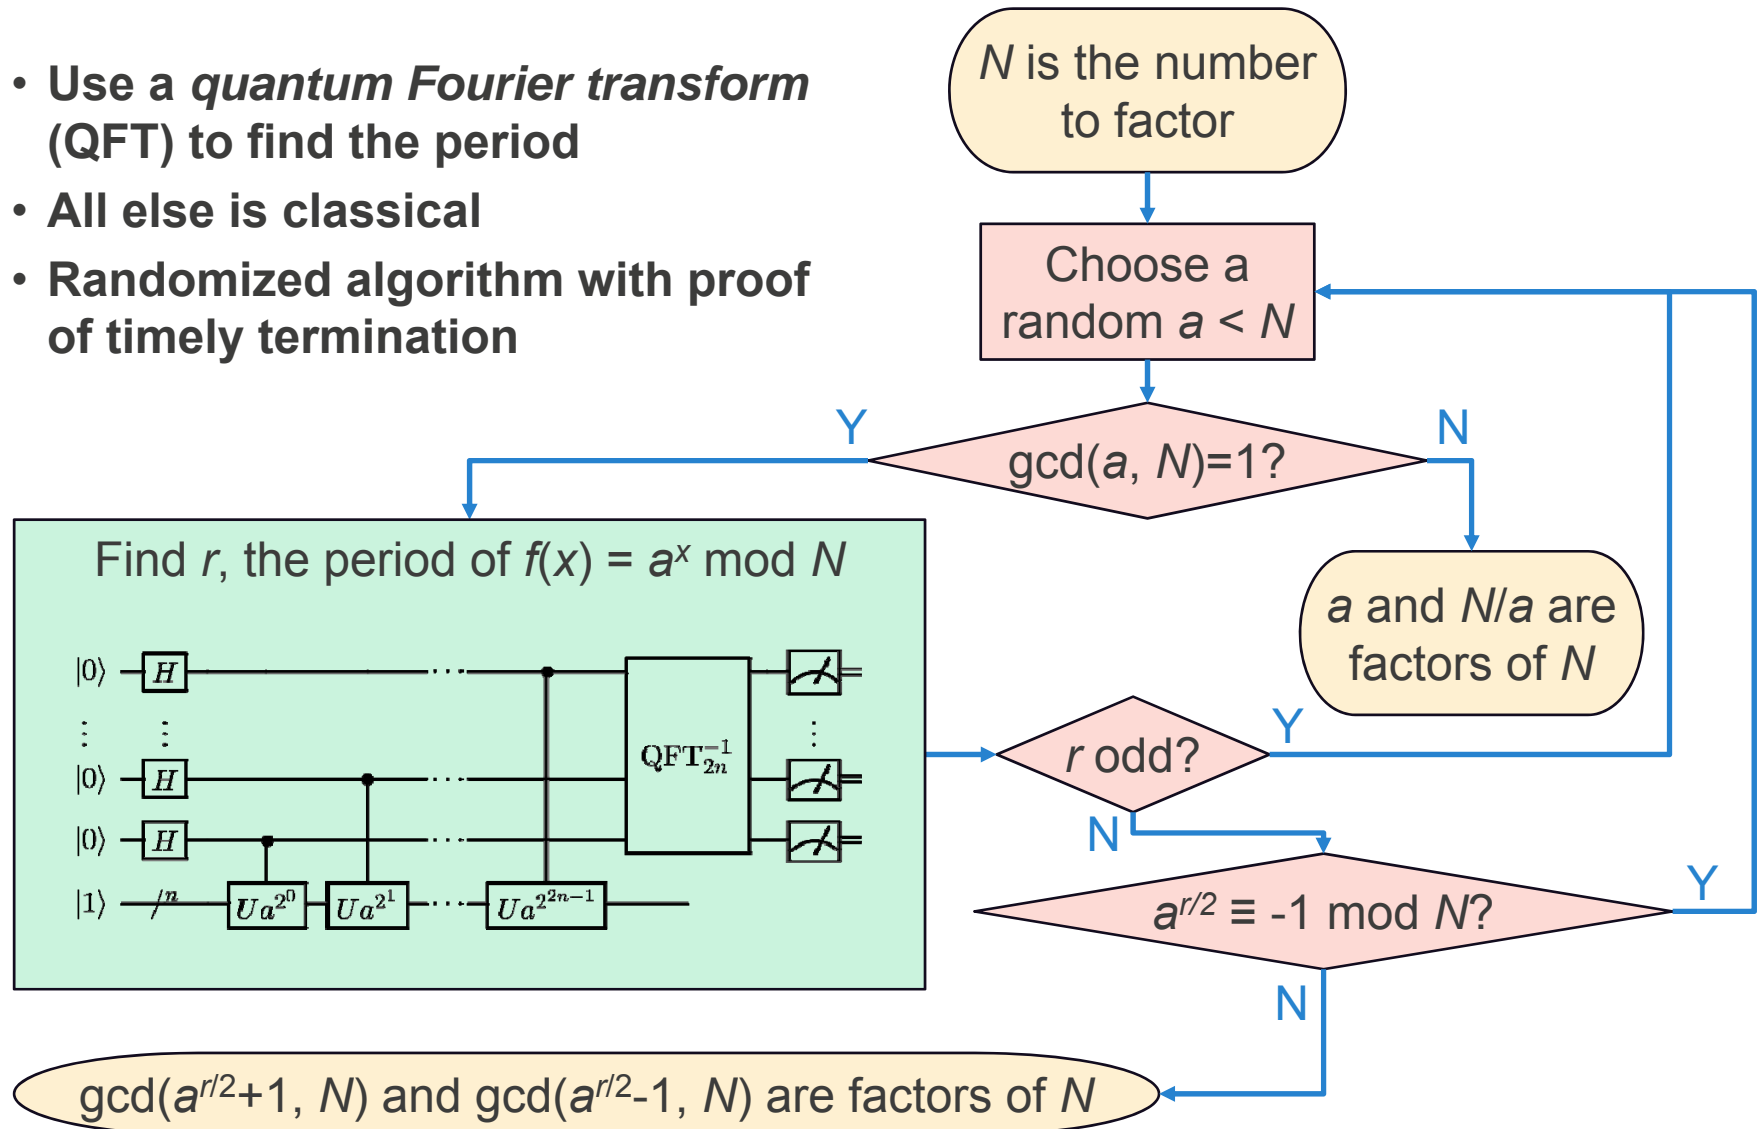 • Use a quantum Fourier transform
(QFT) to find the period
• All else is classical
• Randomized algorithm with proof
of timely termination
N is the number
to factor
Choose a
random a < N
Y
N
gcd(a, N)=1?
a and N/a are
factors of N
Find r, the period of f(x) = aˣ mod N
|0⟩ H ···
⋮ ⋮ ⋮
|0⟩ H ···
|0⟩ H ···
QFT₂ₙ⁻¹
|1⟩ /ⁿ Ua^{2^0} Ua^{2^1} ··· Ua^{2^{2n−1}}
r odd?
Y
N
a^{r/2} ≡ -1 mod N?
Y
N
gcd(a^{r/2}+1, N) and gcd(a^{r/2}-1, N) are factors of N